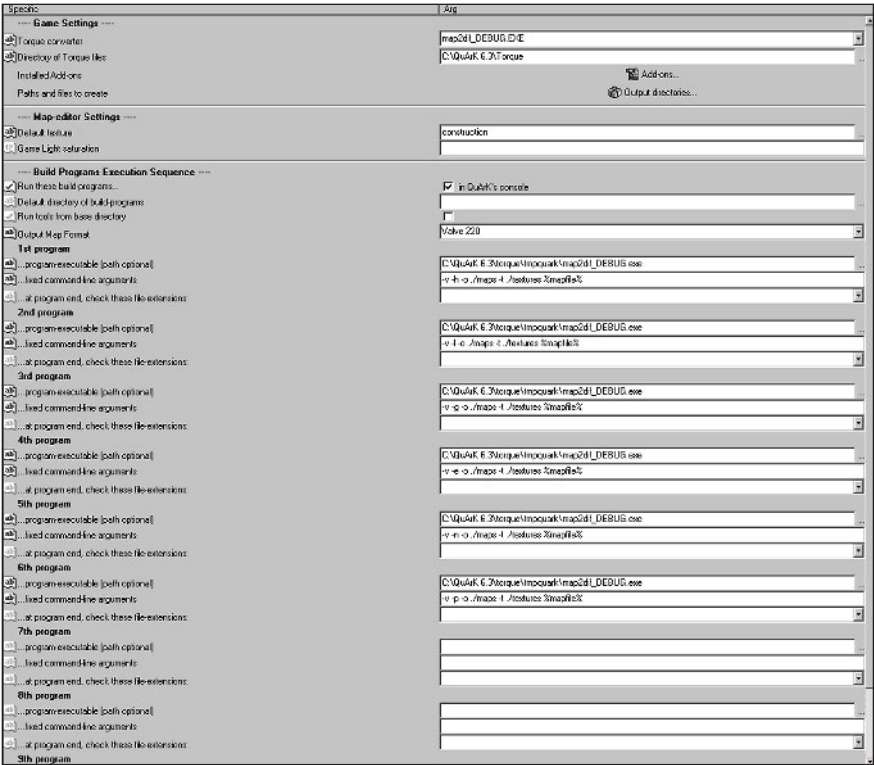 Specific Arg
---- Game Settings ----
Torque converter map2dif_DEBUG.EXE
Directory of Torque files C:\QuArK 6.3\Torque ...
Installed Add-ons Add-ons...
Paths and files to create Output directories...
---- Map-editor Settings ----
Default texture construction ...
Game Light saturation
---- Build Programs Execution Sequence ----
Run these build programs... in QuArK's console
Default directory of build-programs ...
Run tools from base directory
Output Map Format Valve 220
1st program
...program-executable (path optional) C:\QuArK 6.3\torque\tmpquark\map2dif_DEBUG.exe ...
...fixed command-line arguments -v -h -o ../maps -t ../textures %mapfile%
...at program end, check these file-extensions:
2nd program
...program-executable (path optional) C:\QuArK 6.3\torque\tmpquark\map2dif_DEBUG.exe ...
...fixed command-line arguments -v -l -o ../maps -t ../textures %mapfile%
...at program end, check these file-extensions:
3rd program
...program-executable (path optional) C:\QuArK 6.3\torque\tmpquark\map2dif_DEBUG.exe ...
...fixed command-line arguments -v -g -o ../maps -t ../textures %mapfile%
...at program end, check these file-extensions:
4th program
...program-executable (path optional) C:\QuArK 6.3\torque\tmpquark\map2dif_DEBUG.exe ...
...fixed command-line arguments -v -e -o ../maps -t ../textures %mapfile%
...at program end, check these file-extensions:
5th program
...program-executable (path optional) C:\QuArK 6.3\torque\tmpquark\map2dif_DEBUG.exe ...
...fixed command-line arguments -v -n -o ../maps -t ../textures %mapfile%
...at program end, check these file-extensions:
6th program
...program-executable (path optional) C:\QuArK 6.3\torque\tmpquark\map2dif_DEBUG.exe ...
...fixed command-line arguments -v -p -o ../maps -t ../textures %mapfile%
...at program end, check these file-extensions:
7th program
...program-executable (path optional) ...
...fixed command-line arguments
...at program end, check these file-extensions:
8th program
...program-executable (path optional) ...
...fixed command-line arguments
...at program end, check these file-extensions:
9th program